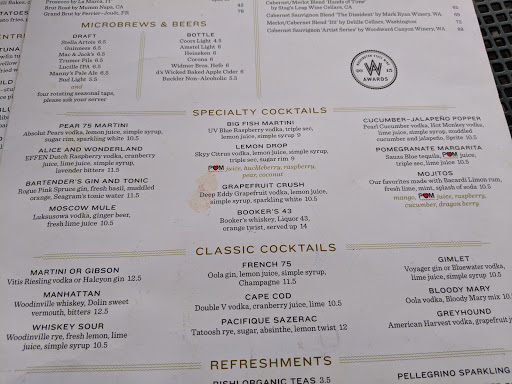 Produced by La Marca, IT
Brut Rosé by Maison Nape, CA
Grand Brut by Perrier-Jouët, FR
Cabernet/Merlot Blend 'Hands of Time'
by Stag's Leap Wine Cellars, CA 65
Cabernet Sauvignon 'The Dissident' by Mark Ryan Winery, WA
Merlot/Cabernet Blend 'D2' by DeLille Cellars, Washington
Cabernet Sauvignon 'Artist Series' by Woodward Canyon Winery, WA
MICROBREWS & BEERS
DRAFT
Stella Artois 6.5
Guinness 6.5
Mac & Jack's 6.5
Trumer Pils 6.5
Lucille IPA 6.5
Manny's Pale Ale 6.5
Bud Light 5.5
and
four rotating seasonal taps,
please ask your server
BOTTLE
Coors Light 4.5
Amstel Light 6
Heineken 6
Corona 6
Widmer Bros. Herb 6
d's Wicked Baked Apple Cider 6
Buckler Non-Alcoholic 5.5
WASHINGTON WINE
20 15
AWARDS
SPECIALTY COCKTAILS
PEAR 75 MARTINI
Absolut Pears vodka, lemon juice, simple syrup,
sugar rim, sparkling white 10.5
ALICE AND WONDERLAND
EFFEN Dutch Raspberry vodka, cranberry
juice, lime juice, simple syrup,
lavender bitters 11.5
BARTENDER'S GIN AND TONIC
Rogue Pink Spruce gin, fresh basil, muddled
orange, Seagram's tonic water 11.5
MOSCOW MULE
Luksusowa vodka, ginger beer,
fresh lime juice 10.5
BIG FISH MARTINI
UV Blue Raspberry vodka, triple sec,
lemon juice, simple syrup 9
LEMON DROP
Skyy Citrus vodka, lemon juice, simple syrup,
triple sec, sugar rim 9
POM juice, huckleberry, raspberry,
pear, coconut
GRAPEFRUIT CRUSH
Deep Eddy Grapefruit vodka, lemon juice,
simple syrup, sparkling white 10.5
BOOKER'S 43
Booker's whiskey, Liquor 43,
orange twist, served up 14
CUCUMBER-JALAPEÑO POPPER
Pearl Cucumber vodka, Hot Monkey vodka,
lime juice, simple syrup, muddled
cucumber and jalapeño, Sprite 10.5
POMEGRANATE MARGARITA
Sauza Blue tequila, POM juice,
triple sec, lime juice 10.5
MOJITOS
Our favorites made with Bacardi Limon rum,
fresh lime, mint, splash of soda 10.5
mango, POM juice, raspberry,
cucumber, dragon berry
CLASSIC COCKTAILS
MARTINI OR GIBSON
Vitis Riesling vodka or Halcyon gin 12.5
MANHATTAN
Woodinville whiskey, Dolin sweet
vermouth, bitters 12.5
WHISKEY SOUR
Woodinville rye, fresh lemon, lime
juice, simple syrup 10.5
FRENCH 75
Oola gin, lemon juice, simple syrup,
Champagne 11.5
CAPE COD
Double V vodka, cranberry juice, lime 10.5
PACIFIQUE SAZERAC
Tatoosh rye, sugar, absinthe, lemon twist 12
GIMLET
Voyager gin or Bluewater vodka,
lime juice, simple syrup
BLOODY MARY
Oola vodka, Bloody Mary mix 10.5
GREYHOUND
American Harvest vodka, grapefruit
REFRESHMENTS
RISHI ORGANIC TEAS 3.5
PELLEGRINO SPARKLING